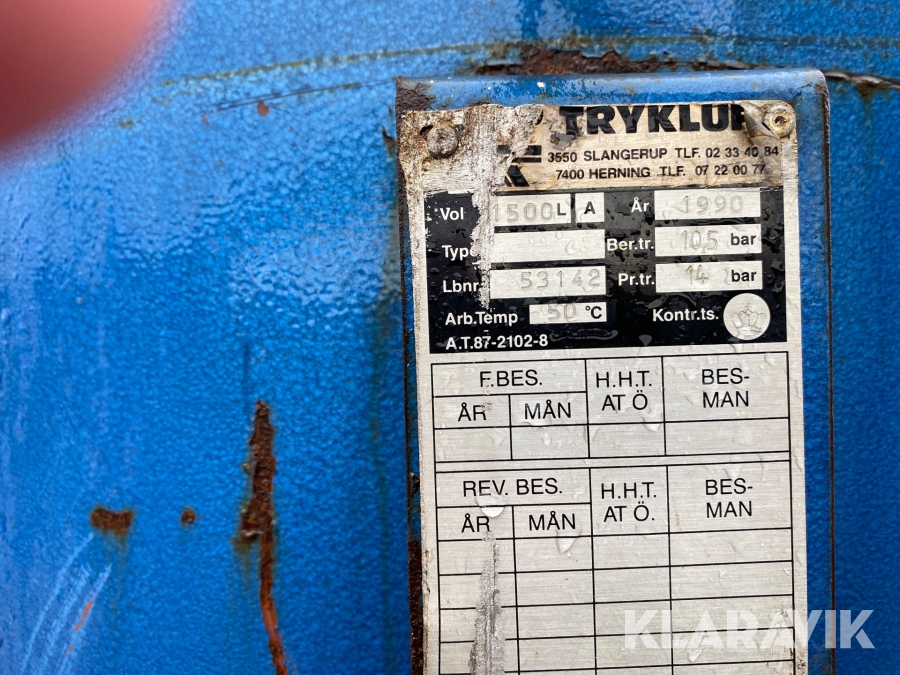 TRYKLUF
3550 SLANGERUP TLF. 02 33 40 84
7400 HERNING TLF. 07 22 00 77
Vol 1500 L A År 1990
Type Ber.tr. 10,5 bar
Lbnr. 53142 Pr.tr. 14 bar
Arb.Temp 50 °C Kontr.ts.
A.T.87-2102-8
F.BES. H.H.T. AT Ö BES-MAN
ÅR MÅN
REV. BES. H.H.T. AT Ö. BES-MAN
ÅR MÅN
KLARAVIK